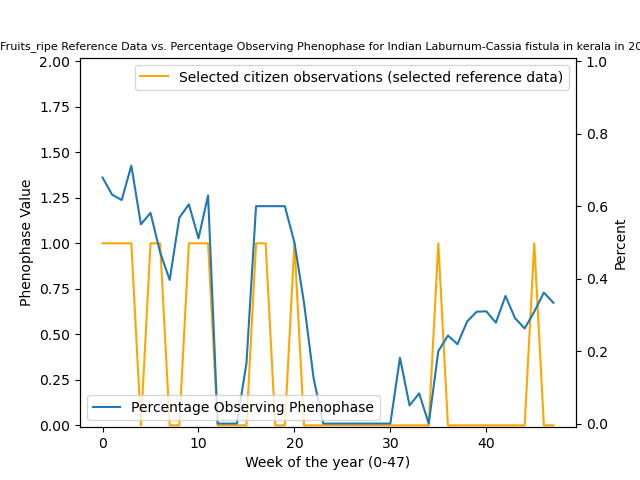 Fruits_ripe Reference Data vs. Percentage Observing Phenophase for Indian Laburnum-Cassia fistula in kerala in 20
Selected citizen observations (selected reference data)
Percentage Observing Phenophase
Phenophase Value
Percent
2.00
1.75
1.50
1.25
1.00
0.75
0.50
0.25
0.00
1.0
0.8
0.6
0.4
0.2
0.0
0 10 20 30 40
Week of the year (0-47)